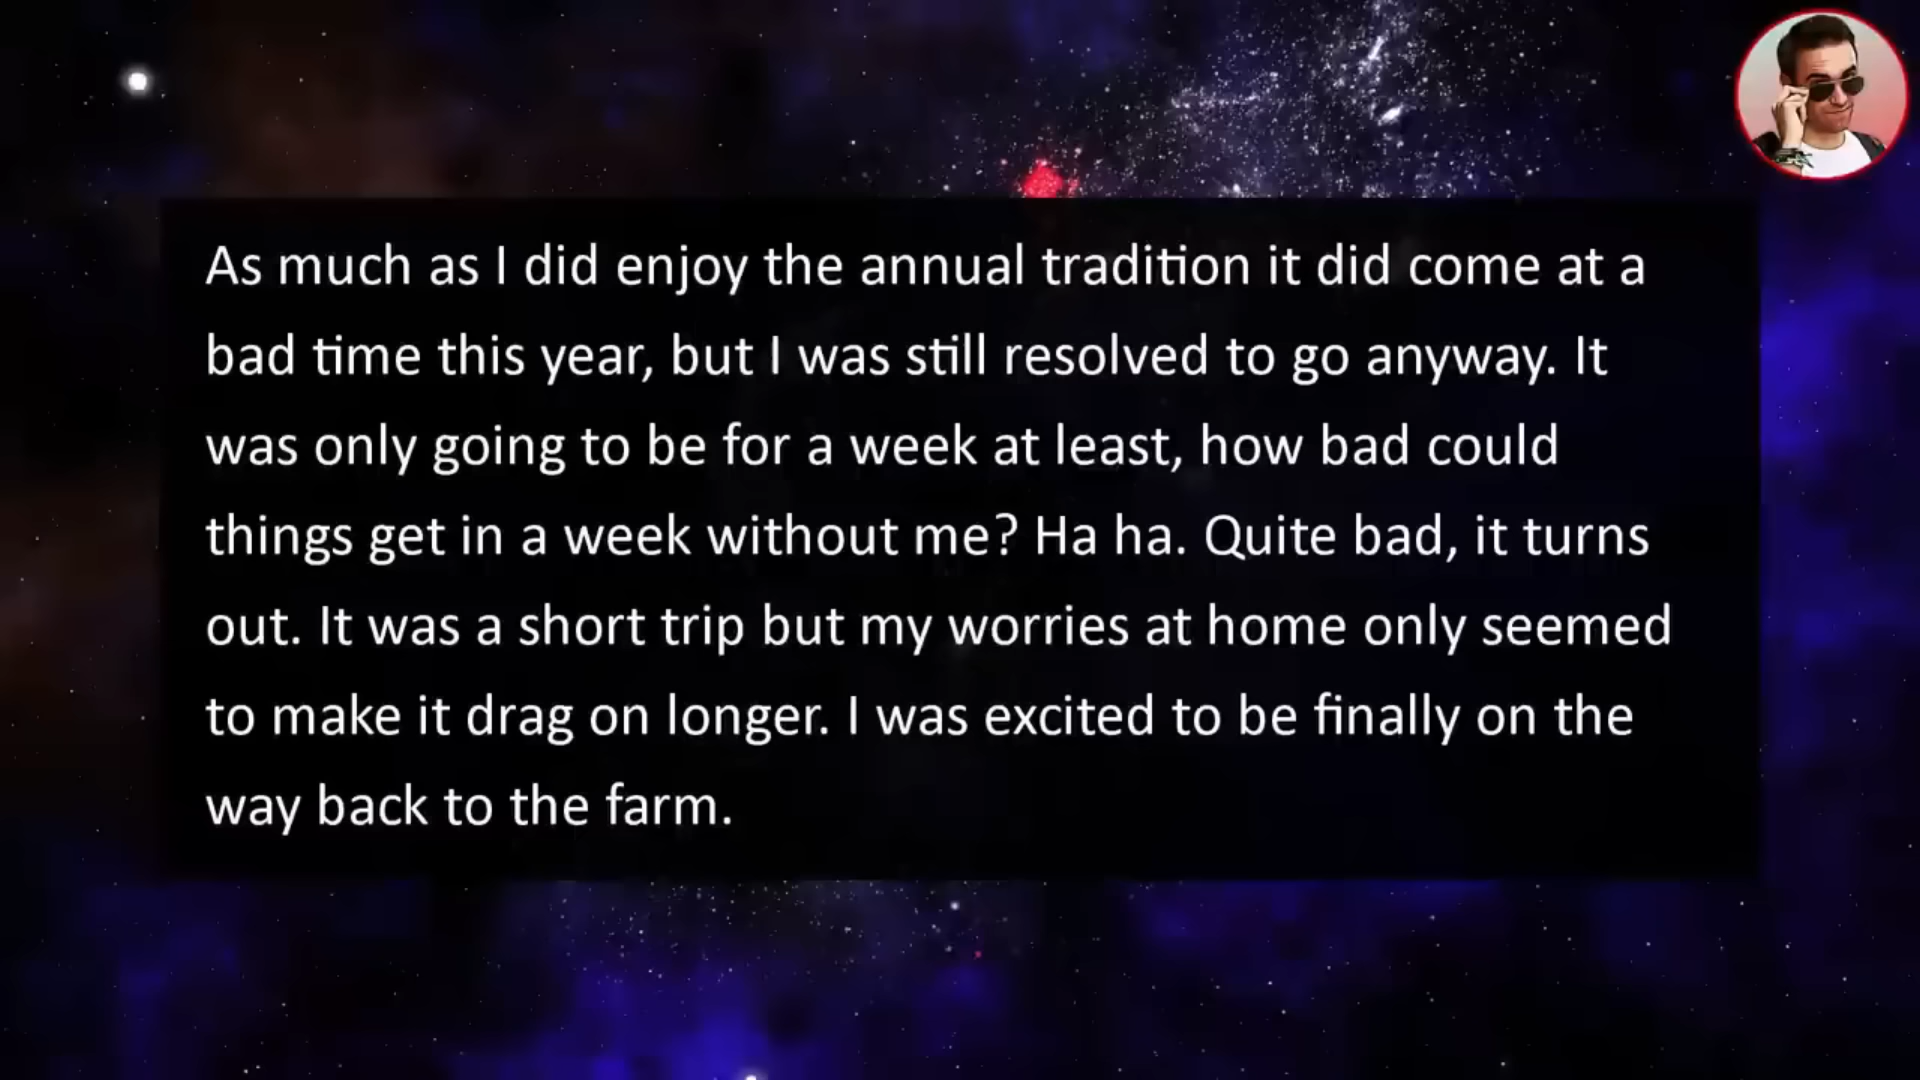 As much as I did enjoy the annual tradition it did come at a
bad time this year, but I was still resolved to go anyway. It
was only going to be for a week at least, how bad could
things get in a week without me? Ha ha. Quite bad, it turns
out. It was a short trip but my worries at home only seemed
to make it drag on longer. I was excited to be finally on the
way back to the farm.